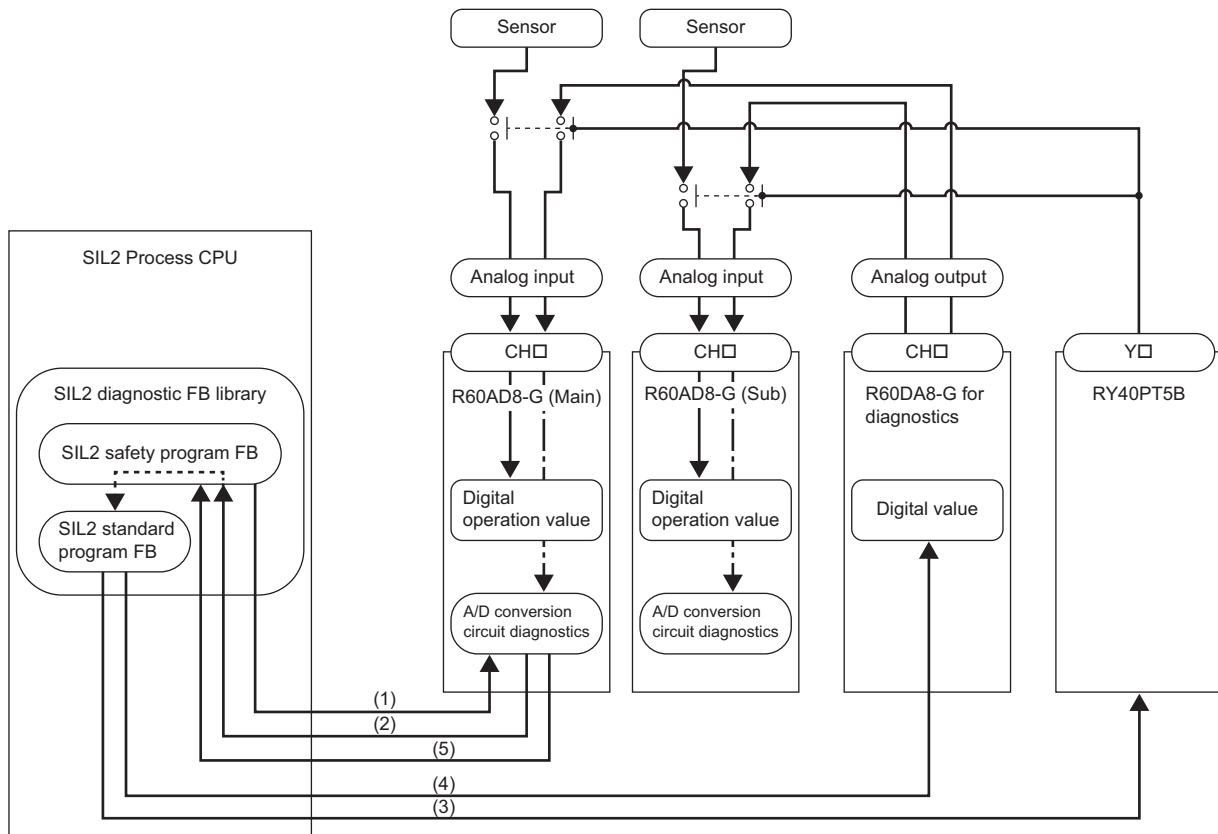 Sensor
Sensor
SIL2 Process CPU
Analog input
Analog input
Analog output
CH□
CH□
CH□
Y□
SIL2 diagnostic FB library
R60AD8-G (Main)
R60AD8-G (Sub)
R60DA8-G for
diagnostics
RY40PT5B
SIL2 safety program FB
SIL2 standard
program FB
Digital
operation value
Digital
operation value
Digital value
A/D conversion
circuit diagnostics
A/D conversion
circuit diagnostics
(1)
(2)
(5)
(4)
(3)